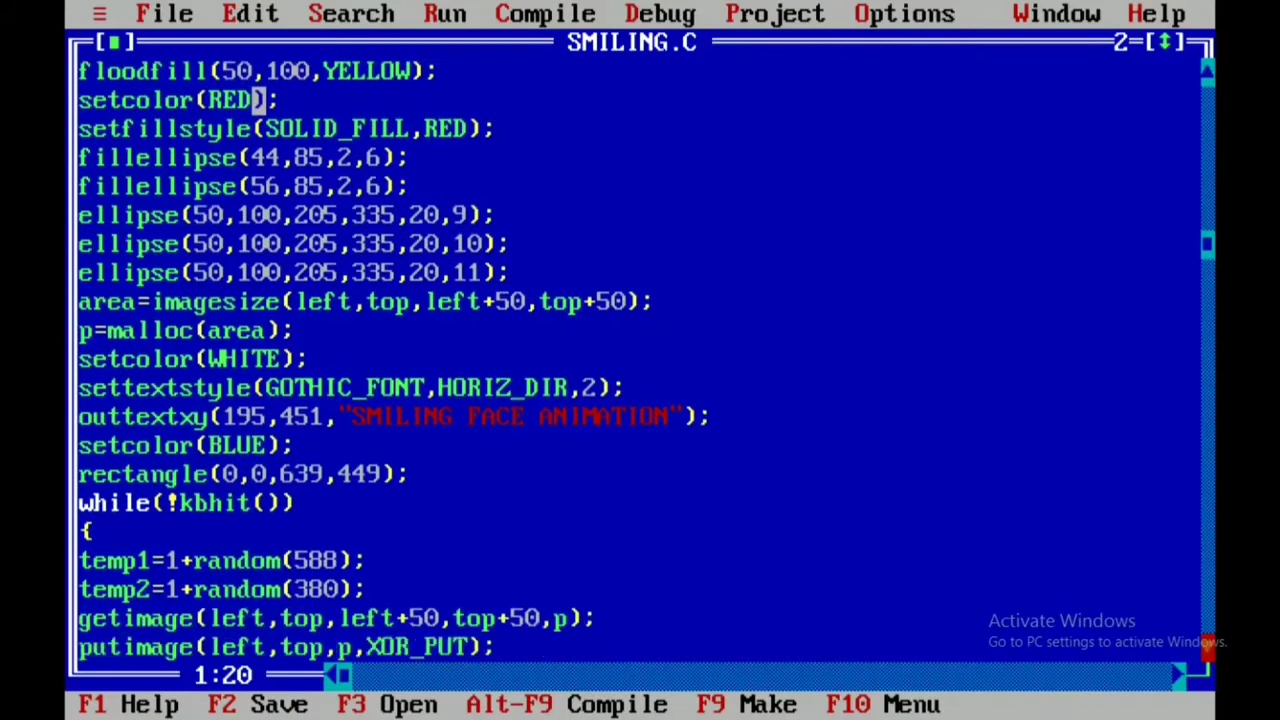 ≡ File Edit Search Run Compile Debug Project Options Window Help
[■] SMILING.C 2=[↕]
floodfill(50,100,YELLOW);
setcolor(RED);
setfillstyle(SOLID_FILL,RED);
fillellipse(44,85,2,6);
fillellipse(56,85,2,6);
ellipse(50,100,205,335,20,9);
ellipse(50,100,205,335,20,10);
ellipse(50,100,205,335,20,11);
area=imagesize(left,top,left+50,top+50);
p=malloc(area);
setcolor(WHITE);
settextstyle(GOTHIC_FONT,HORIZ_DIR,2);
outtextxy(195,451,"SMILING FACE ANIMATION");
setcolor(BLUE);
rectangle(0,0,639,449);
while(!kbhit())
{
temp1=1+random(588);
temp2=1+random(380);
getimage(left,top,left+50,top+50,p);
putimage(left,top,p,XOR_PUT);
Activate Windows
Go to PC settings to activate Windows.
1:20
F1 Help F2 Save F3 Open Alt-F9 Compile F9 Make F10 Menu